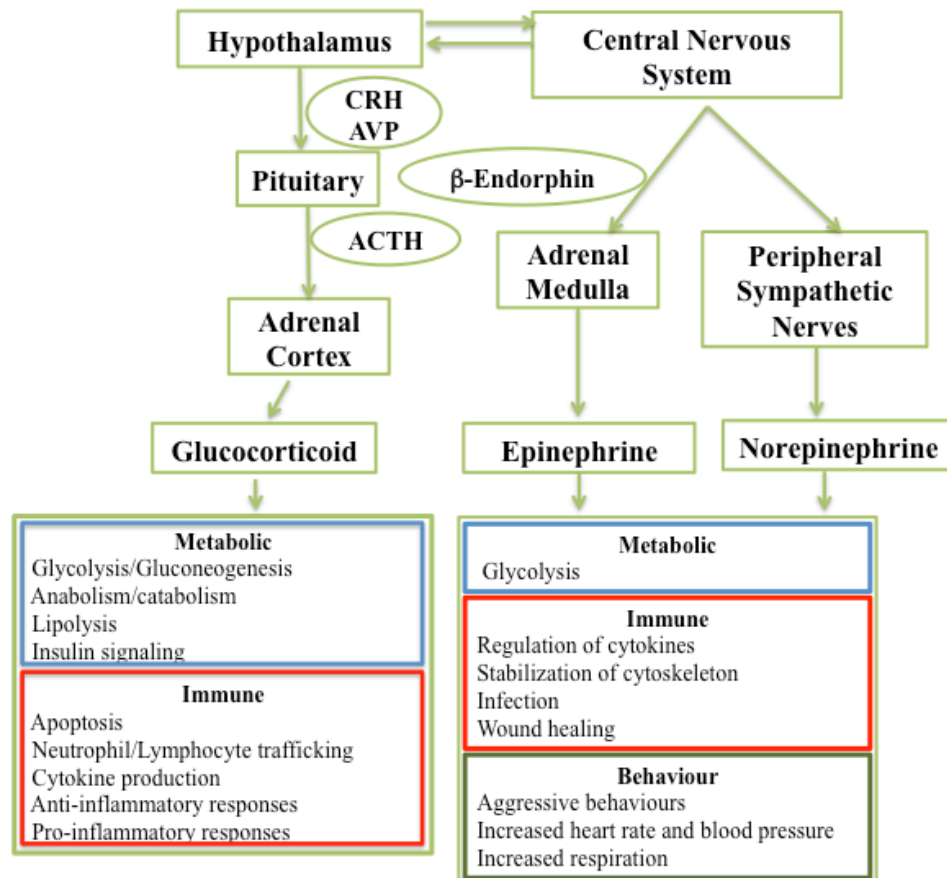 Hypothalamus
Central Nervous
System
CRH
AVP
Pituitary
β-Endorphin
ACTH
Adrenal
Medulla
Peripheral
Sympathetic
Nerves
Adrenal
Cortex
Glucocorticoid
Epinephrine
Norepinephrine
Metabolic
Glycolysis/Gluconeogenesis
Anabolism/catabolism
Lipolysis
Insulin signaling
Immune
Apoptosis
Neutrophil/Lymphocyte trafficking
Cytokine production
Anti-inflammatory responses
Pro-inflammatory responses
Metabolic
Glycolysis
Immune
Regulation of cytokines
Stabilization of cytoskeleton
Infection
Wound healing
Behaviour
Aggressive behaviours
Increased heart rate and blood pressure
Increased respiration